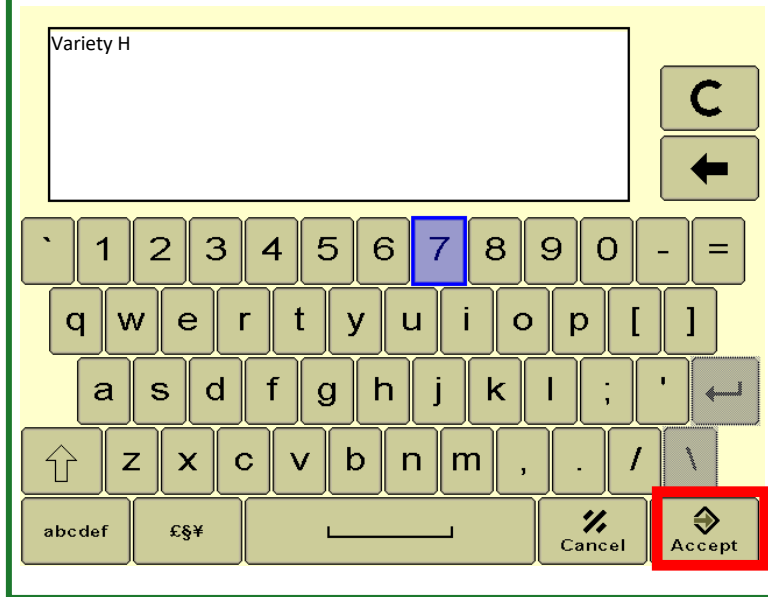 Variety H
C
` 1 2 3 4 5 6 7 8 9 0 - =
q w e r t y u i o p [ ]
a s d f g h j k l ; '
z x c v b n m , . / \
abcdef £§¥ Cancel Accept